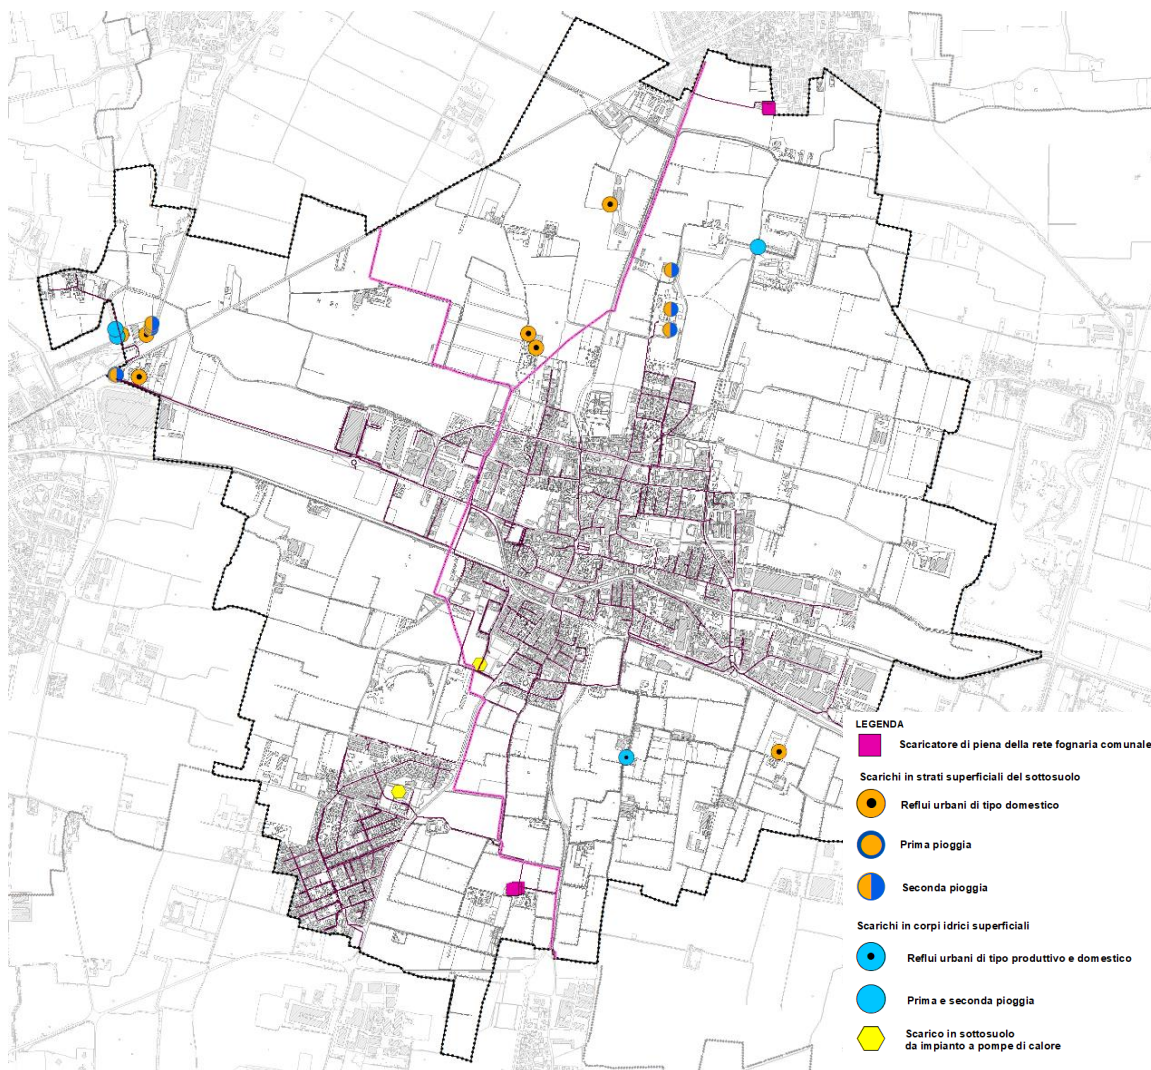 LEGENDA
Scaricatore di piena della rete fognaria comunale
Scarichi in strati superficiali del sottosuolo
Reflui urbani di tipo domestico
Prima pioggia
Seconda pioggia
Scarichi in corpi idrici superficiali
Reflui urbani di tipo produttivo e domestico
Prima e seconda pioggia
Scarico in sottosuolo
da impianto a pompe di calore